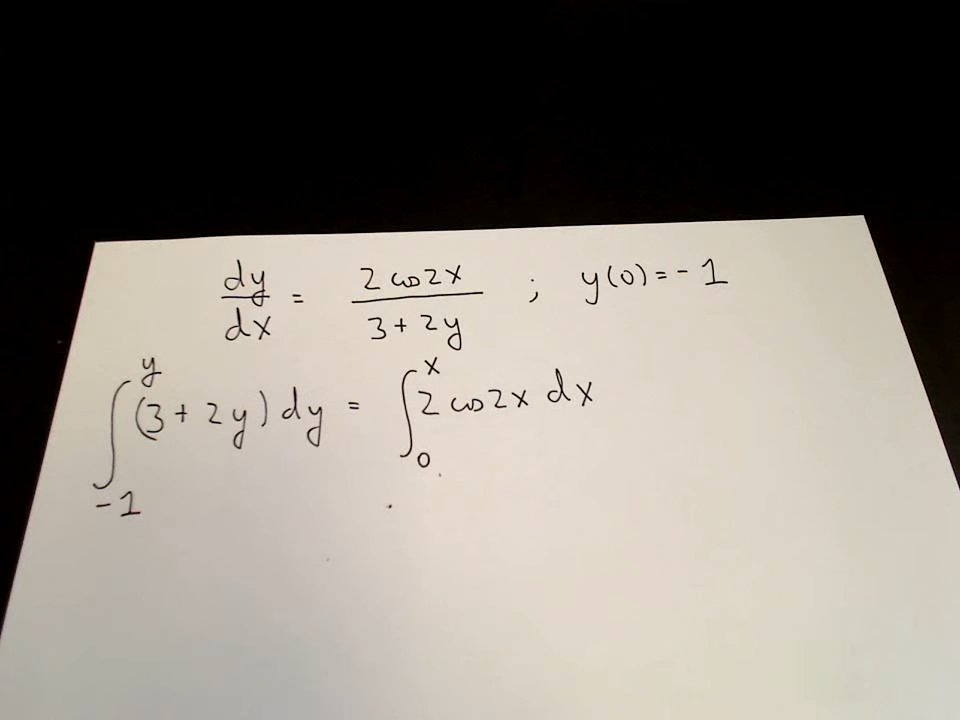 dy/dx = 2 cos 2x / 3 + 2y ; y(0) = - 1
∫_{-1}^{y} (3 + 2y) dy = ∫_{0}^{x} 2 cos 2x dx